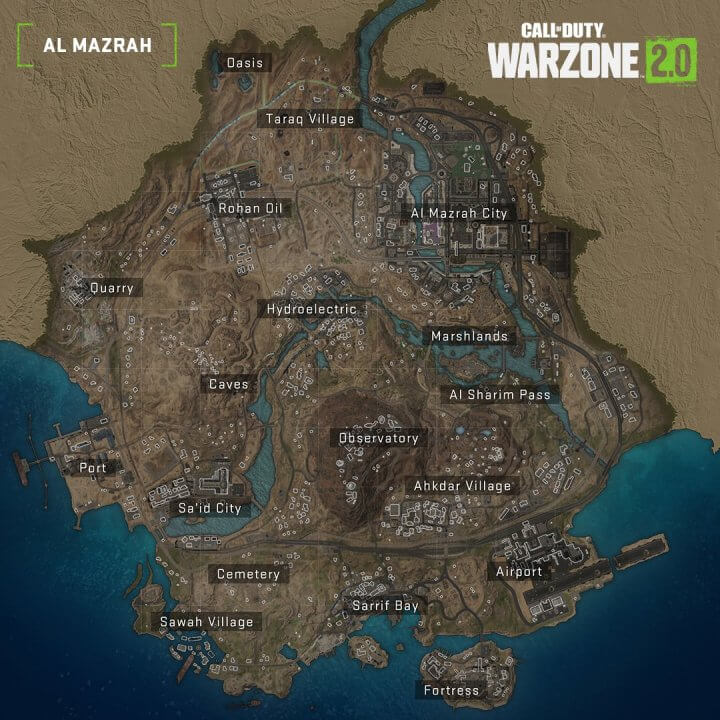 AL MAZRAH
CALL OF DUTY
WARZONE 2.0
Oasis
Taraq Village
Rohan Oil
Al Mazrah City
Quarry
Hydroelectric
Marshlands
Caves
Al Sharim Pass
Observatory
Port
Ahkdar Village
Sa'id City
Cemetery
Airport
Sarrif Bay
Sawah Village
Fortress